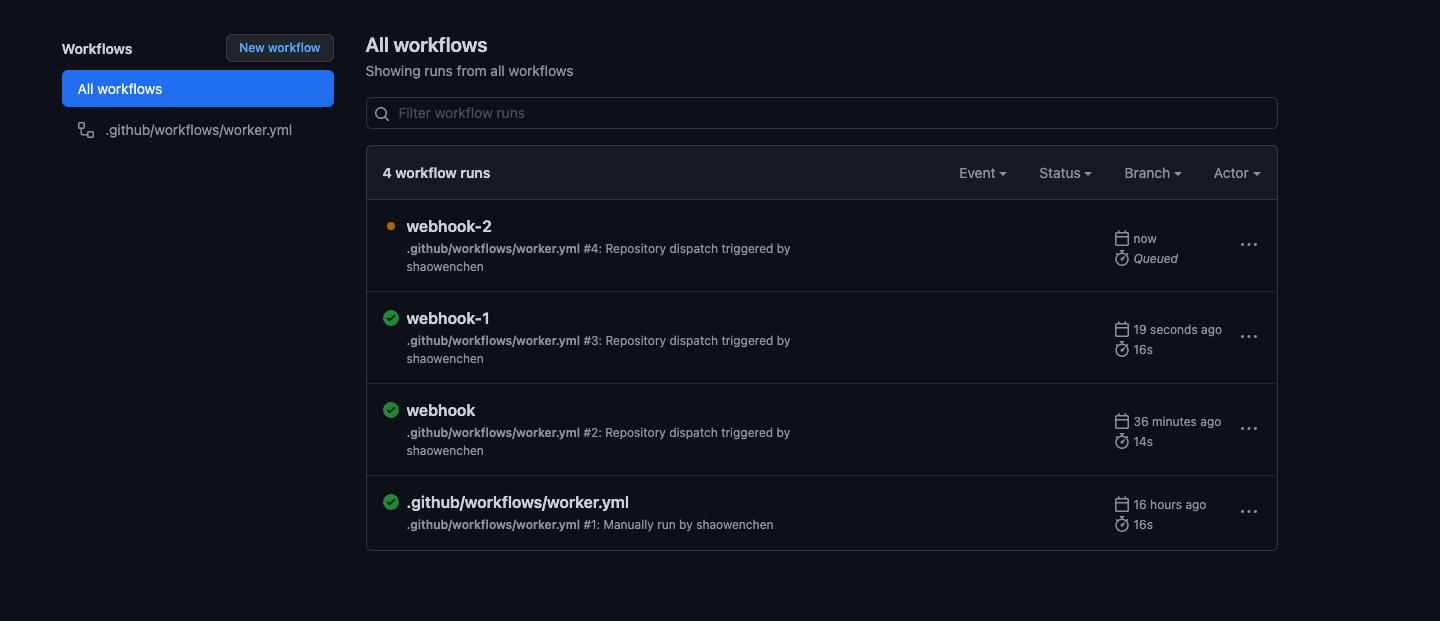 Workflows
New workflow
All workflows
.github/workflows/worker.yml
All workflows
Showing runs from all workflows
Filter workflow runs
4 workflow runs
Event
Status
Branch
Actor
webhook-2
.github/workflows/worker.yml #4: Repository dispatch triggered by
shaowenchen
now
Queued
webhook-1
.github/workflows/worker.yml #3: Repository dispatch triggered by
shaowenchen
19 seconds ago
16s
webhook
.github/workflows/worker.yml #2: Repository dispatch triggered by
shaowenchen
36 minutes ago
14s
.github/workflows/worker.yml
.github/workflows/worker.yml #1: Manually run by shaowenchen
16 hours ago
16s